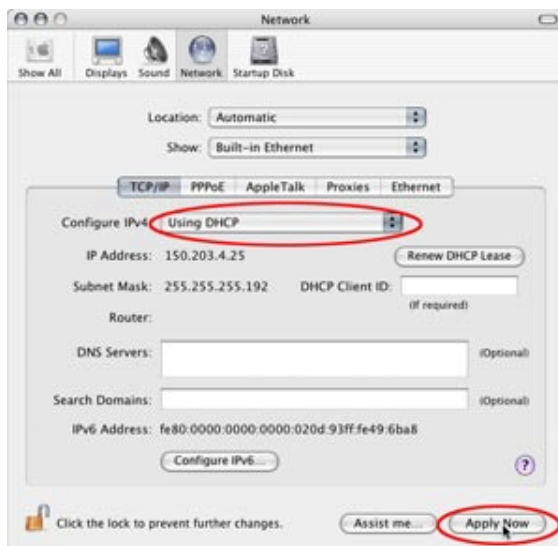 Network
Show All Displays Sound Network Startup Disk
Location: Automatic
Show: Built-in Ethernet
TCP/IP PPPoE AppleTalk Proxies Ethernet
Configure IPv4: Using DHCP
IP Address: 150.203.4.25 Renew DHCP Lease
Subnet Mask: 255.255.255.192 DHCP Client ID:
(If required)
Router:
DNS Servers: (Optional)
Search Domains: (Optional)
IPv6 Address: fe80:0000:0000:0000:020d:93ff:fe49:6ba8
Configure IPv6... ?
Click the lock to prevent further changes. Assist me... Apply Now